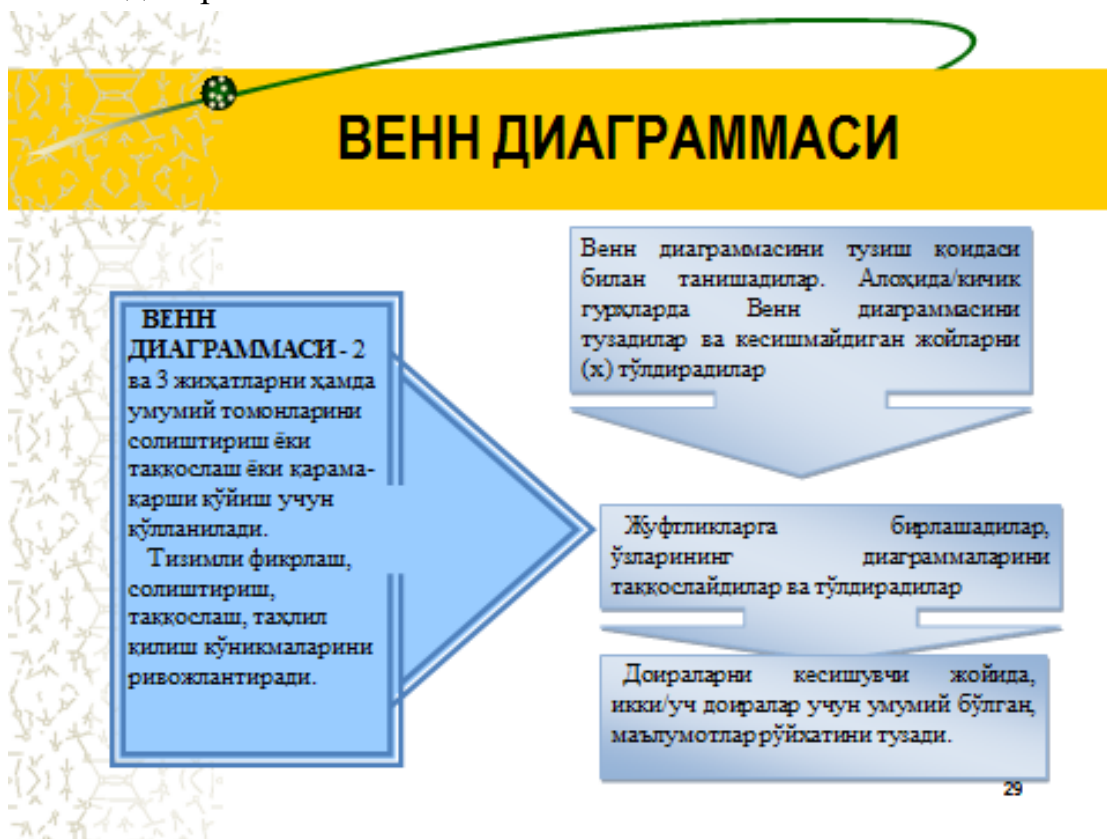 ВЕНН ДИАГРАММАСИ
ВЕНН
ДИАГРАММАСИ - 2
ва 3 жиҳатларни ҳамда
умумий томонларини
солиштириш ёки
таққослаш ёки қарама-
қарши қўйиш учун
қўлланилади.
Тизимли фикрлаш,
солиштириш,
таққослаш, таҳлил
қилиш кўникмаларини
ривожлантиради.
Венн диаграммасини тузиш қоидаси
билан танишадилар. Алоҳида/кичик
гурҳларда Венн диаграммасини
тузадилар ва кесишмайдиган жойларни
(х) тўлдирадилар
Жуфтликларга бирлашадилар,
ўзларининг диаграммаларини
таққослайдилар ва тўлдирадилар
Доираларни кесишувчи жойида,
икки/уч доиралар учун умумий бўлган,
маълумотлар рўйхатини тузади.
29